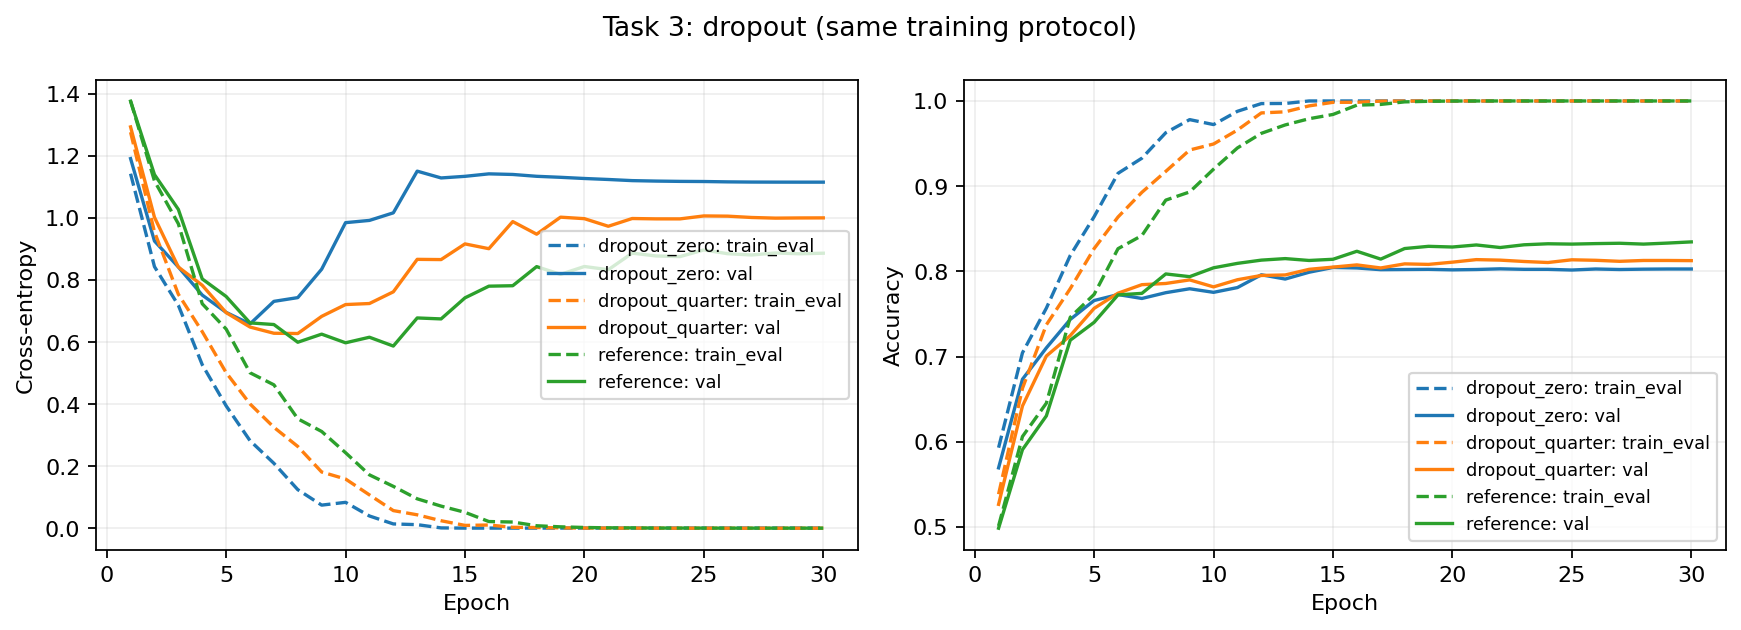 Task 3: dropout (same training protocol)
Cross-entropy
1.4
1.2
1.0
0.8
0.6
0.4
0.2
0.0
0 5 10 15 20 25 30
Epoch
dropout_zero: train_eval
dropout_zero: val
dropout_quarter: train_eval
dropout_quarter: val
reference: train_eval
reference: val
Accuracy
1.0
0.9
0.8
0.7
0.6
0.5
0 5 10 15 20 25 30
Epoch
dropout_zero: train_eval
dropout_zero: val
dropout_quarter: train_eval
dropout_quarter: val
reference: train_eval
reference: val